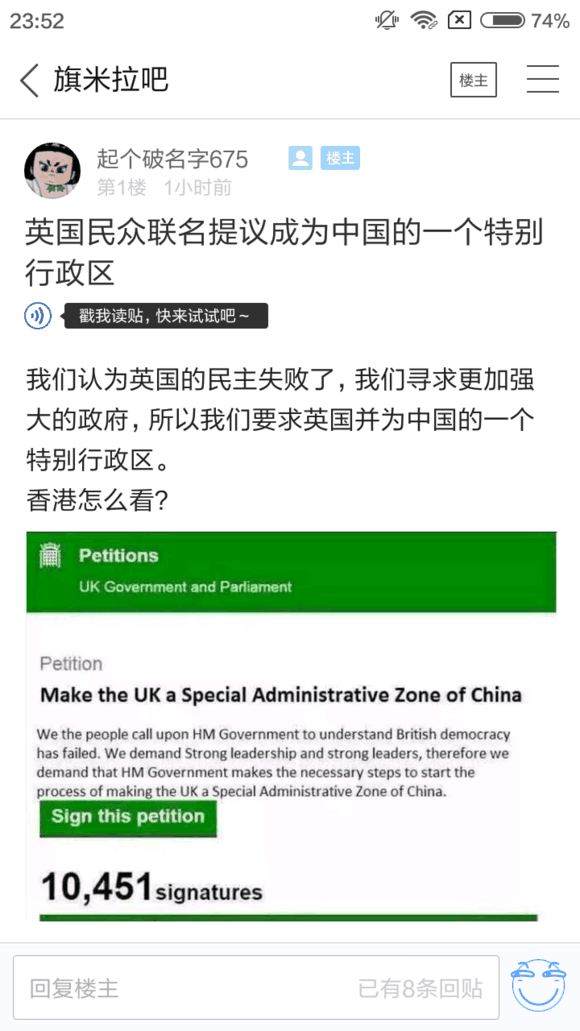 23:52
74%
旗米拉吧
楼主
起个破名字675
楼主
第1楼 1小时前
英国民众联名提议成为中国的一个特别
行政区
戳我读贴，快来试试吧～
我们认为英国的民主失败了，我们寻求更加强
大的政府，所以我们要求英国并为中国的一个
特别行政区。
香港怎么看？
Petitions
UK Government and Parliament
Petition
Make the UK a Special Administrative Zone of China
We the people call upon HM Government to understand British democracy
has failed. We demand Strong leadership and strong leaders, therefore we
demand that HM Government makes the necessary steps to start the
process of making the UK a Special Administrative Zone of China.
Sign this petition
10,451 signatures
回复楼主
已有8条回贴